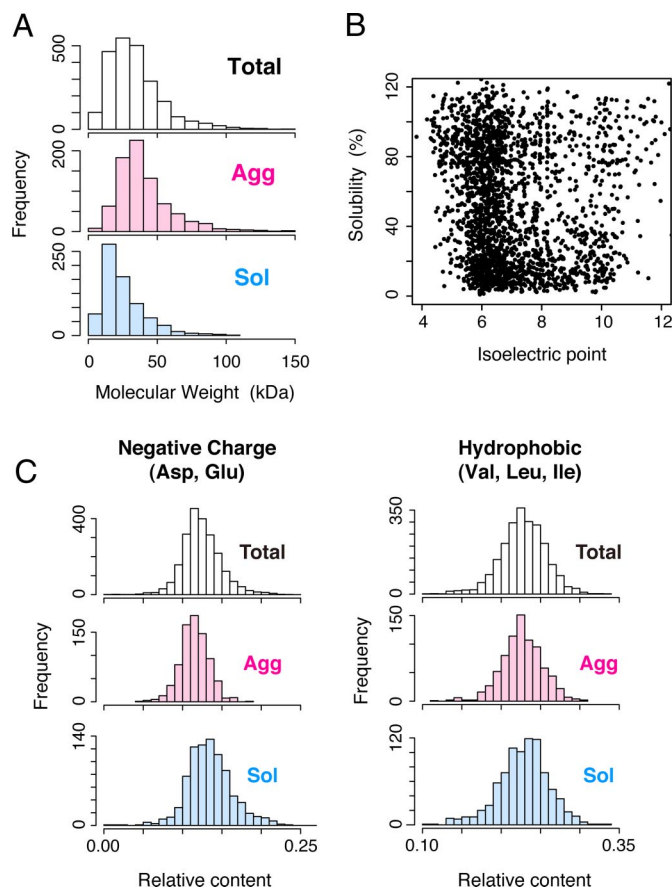 A
B
500
0
Total
200
0
Agg
250
0
Sol
Frequency
0
50
100
150
Molecular Weight (kDa)
120
80
40
0
Solubility (%)
4
6
8
10
12
Isoelectric point
C
Negative Charge
(Asp, Glu)
400
0
Total
150
0
Agg
140
0
Sol
Frequency
0.00
0.25
Relative content
Hydrophobic
(Val, Leu, Ile)
350
0
Total
150
0
Agg
120
0
Sol
Frequency
0.10
0.35
Relative content